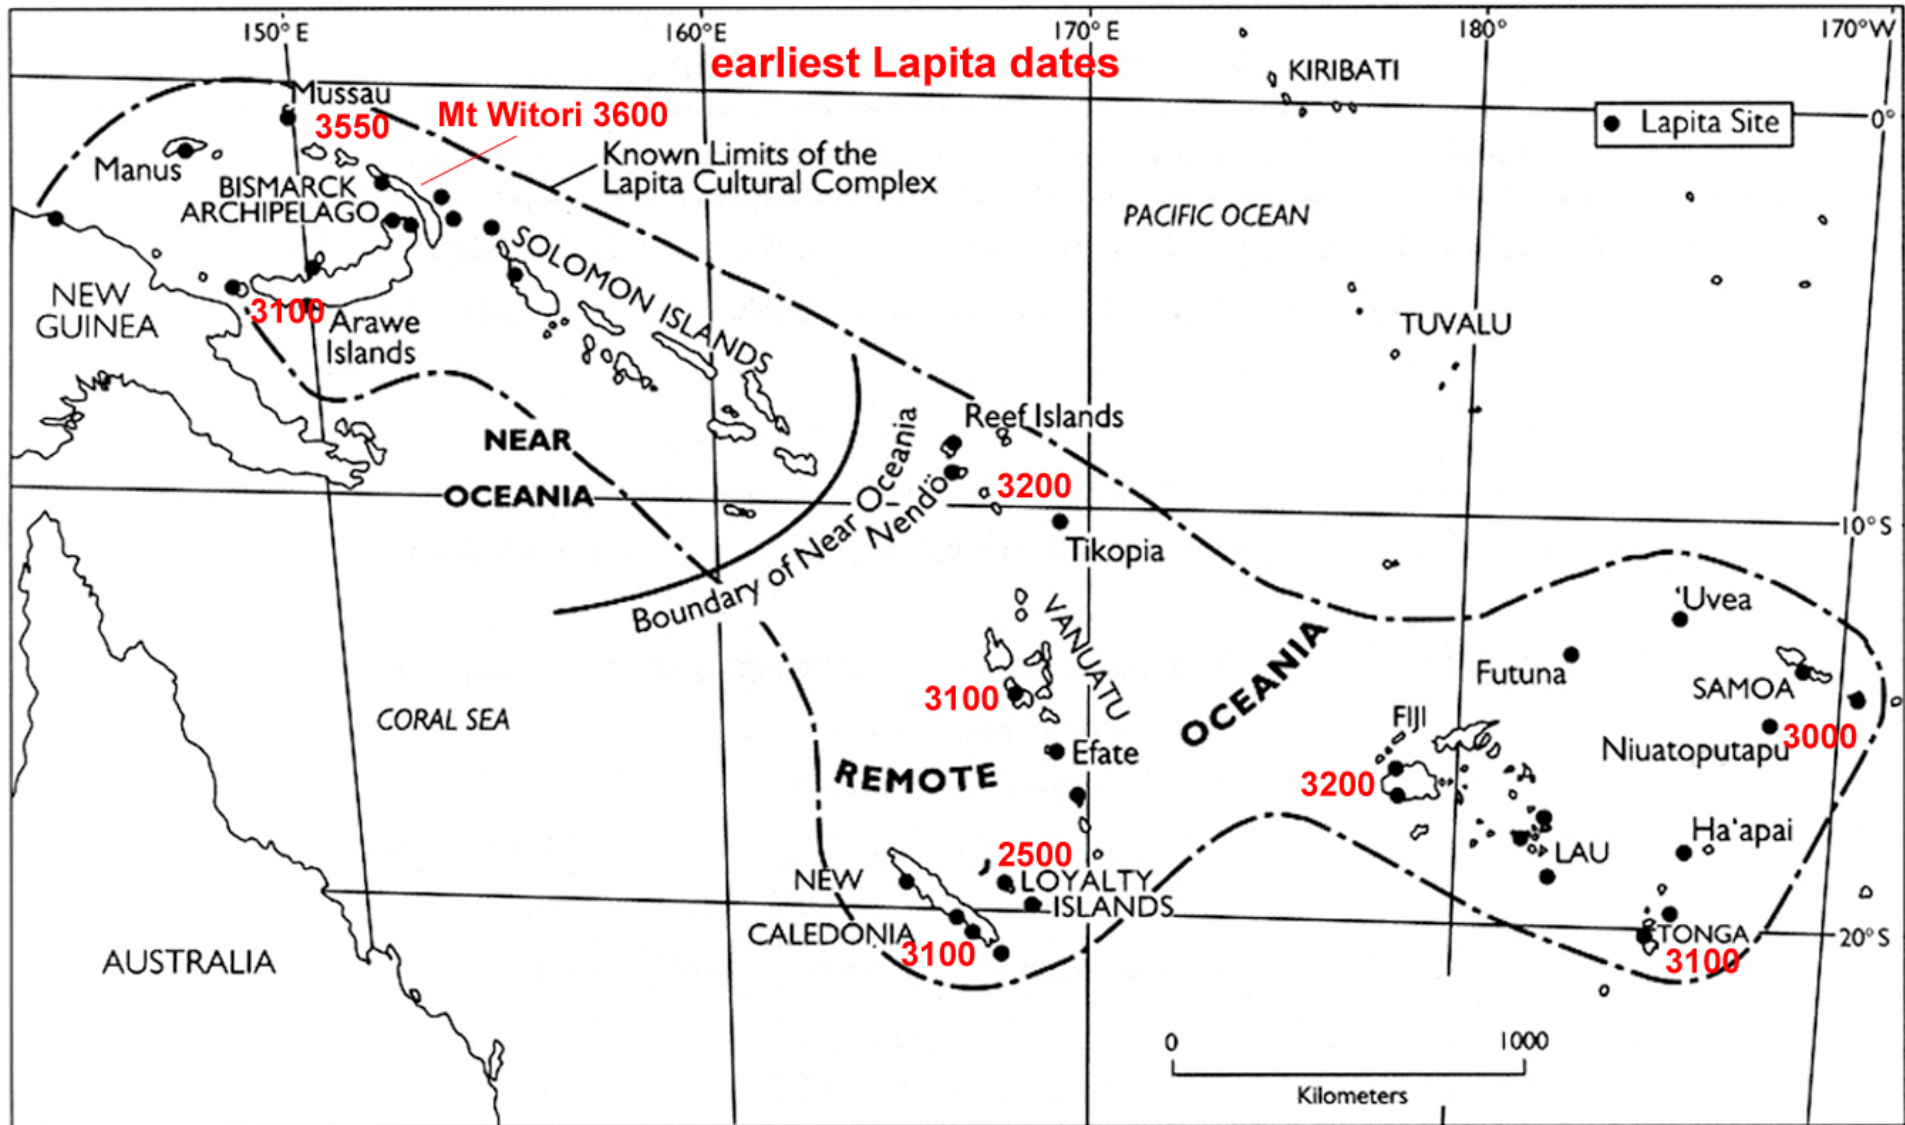 150° E
160° E
170° E
180°
170° W
earliest Lapita dates
KIRIBATI
Mussau
3550
Mt Witori 3600
Lapita Site
0°
Known Limits of the
Lapita Cultural Complex
Manus
BISMARCK
ARCHIPELAGO
PACIFIC OCEAN
SOLOMON ISLANDS
NEW
GUINEA
3100
Arawe
Islands
TUVALU
NEAR
OCEANIA
Reef Islands
3200
Nendö
Boundary of Near Oceania
10° S
Tikopia
'Uvea
VANUATU
Futuna
SAMOA
3100
OCEANIA
CORAL SEA
FIJI
Niuatoputapu
3000
Efate
REMOTE
3200
Ha'apai
2500
LAU
NEW
LOYALTY
ISLANDS
CALEDONIA
3100
TONGA
20° S
3100
AUSTRALIA
0
1000
Kilometers